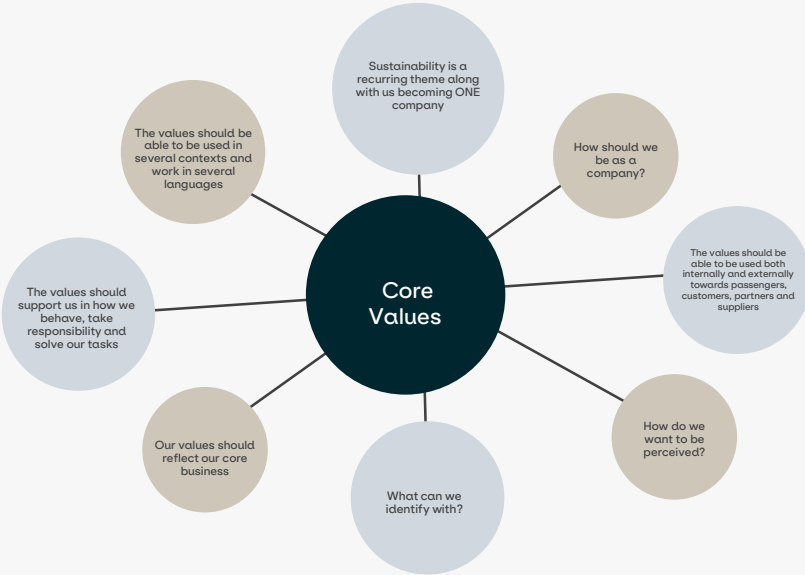 Sustainability is a
recurring theme along
with us becoming ONE
company
The values should be
able to be used in
several contexts and
work in several
languages
How should we
be as a
company?
The values should be
able to be used both
internally and externally
towards passengers,
customers, partners and
suppliers
The values should
support us in how we
behave, take
responsibility and
solve our tasks
Core
Values
Our values should
reflect our core
business
How do we
want to be
perceived?
What can we
identify with?